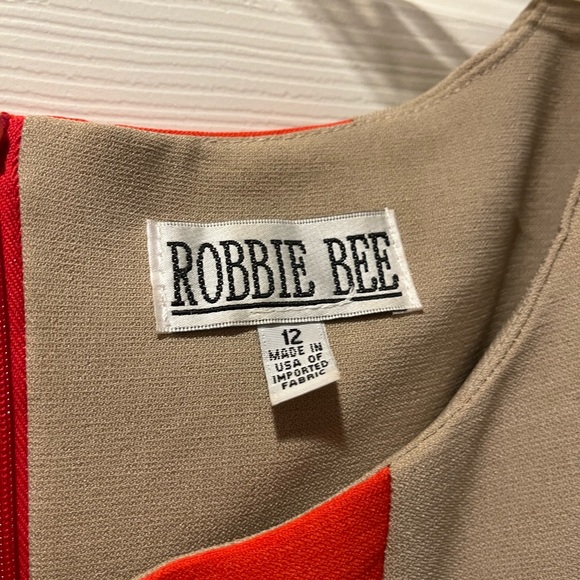 ROBBIE BEE
12
MADE IN
USA OF
IMPORTED
FABRIC